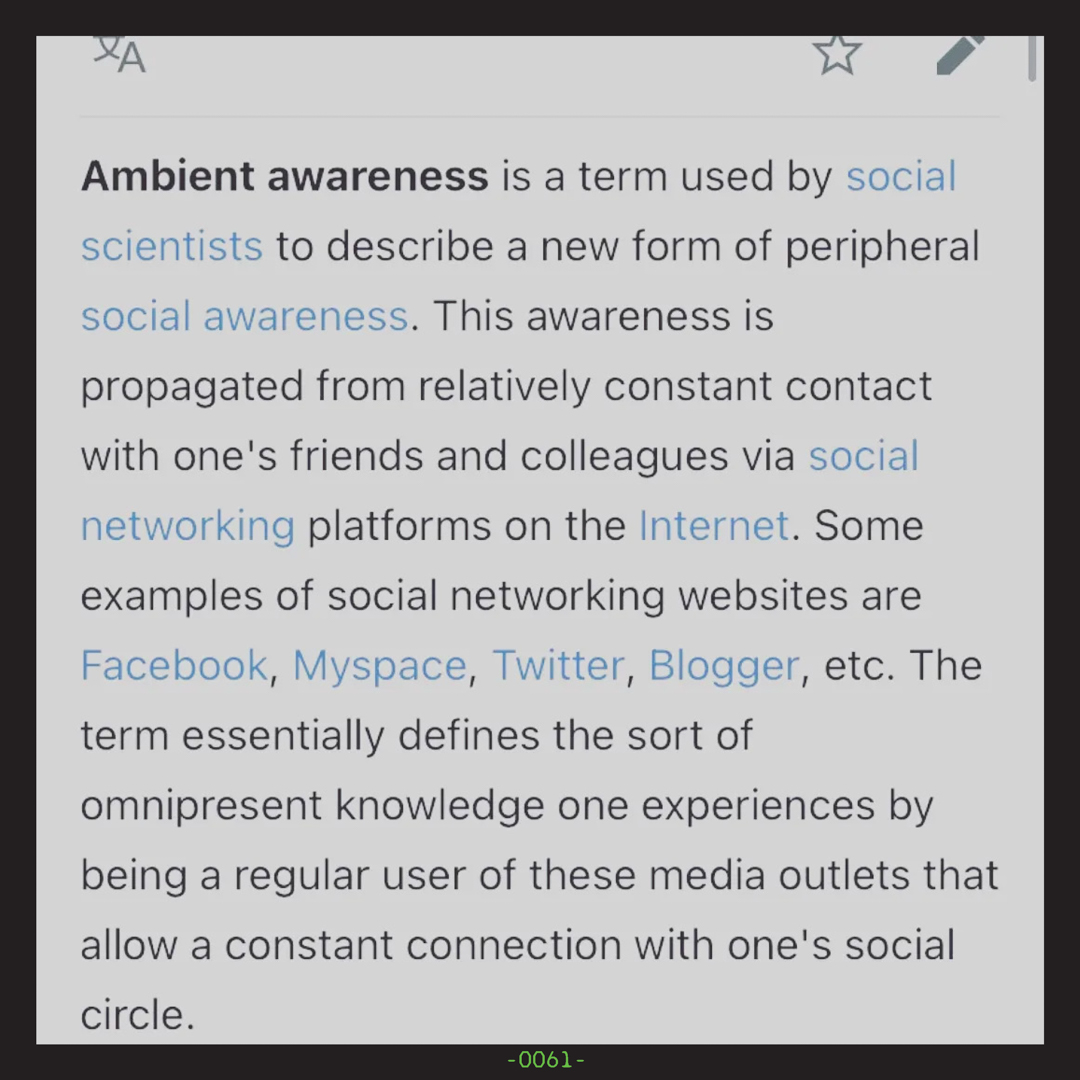 Ambient awareness is a term used by social
scientists to describe a new form of peripheral
social awareness. This awareness is
propagated from relatively constant contact
with one's friends and colleagues via social
networking platforms on the Internet. Some
examples of social networking websites are
Facebook, Myspace, Twitter, Blogger, etc. The
term essentially defines the sort of
omnipresent knowledge one experiences by
being a regular user of these media outlets that
allow a constant connection with one's social
circle.
-0061-